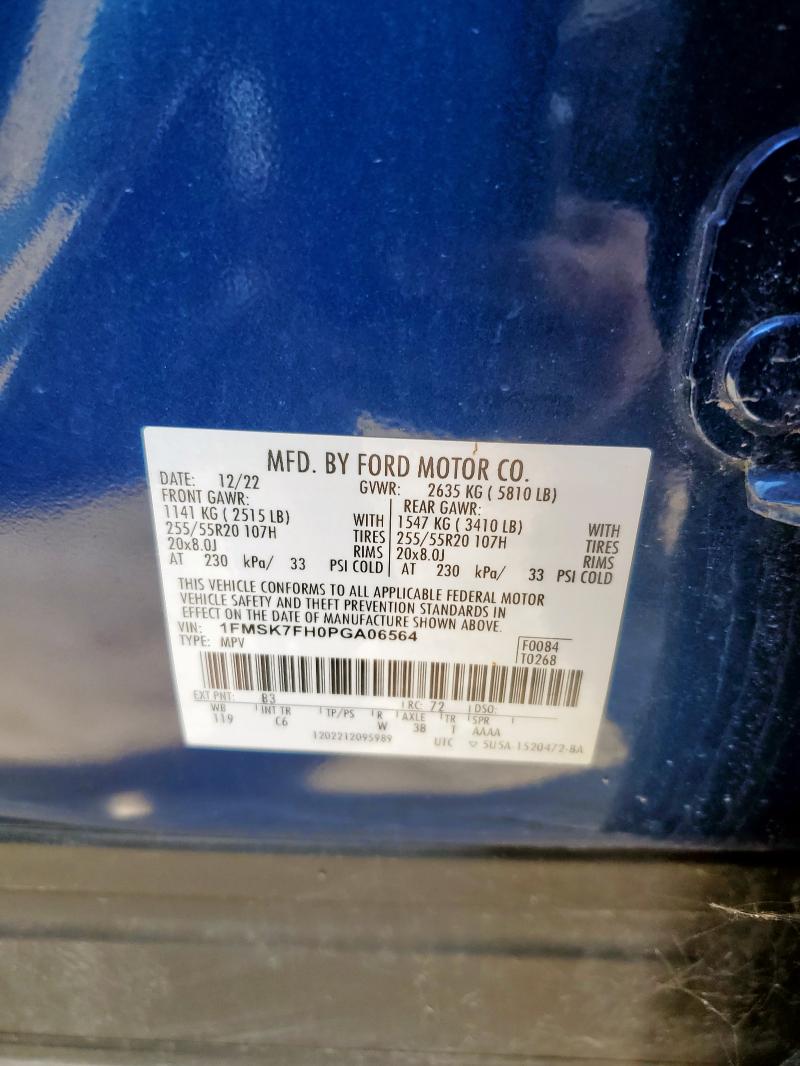 MFD. BY FORD MOTOR CO.
DATE: 12/22 GVWR: 2635 KG ( 5810 LB)
FRONT GAWR: REAR GAWR:
1141 KG ( 2515 LB) WITH 1547 KG ( 3410 LB) WITH
255/55R20 107H TIRES 255/55R20 107H TIRES
20x8.0J RIMS 20x8.0J RIMS
AT 230 kPa/ 33 PSI COLD AT 230 kPa/ 33 PSI COLD
THIS VEHICLE CONFORMS TO ALL APPLICABLE FEDERAL MOTOR
VEHICLE SAFETY AND THEFT PREVENTION STANDARDS IN
EFFECT ON THE DATE OF MANUFACTURE SHOWN ABOVE.
VIN: 1FMSK7FH0PGA06564
TYPE: MPV F0084
T0268
EXT PNT: B3 RC: 72 DSO:
WB INT TR TP/PS R AXLE TR SPR
119 C6 W 38 T AAAA
1202212095989 UTC 5U5A-1520472-BA